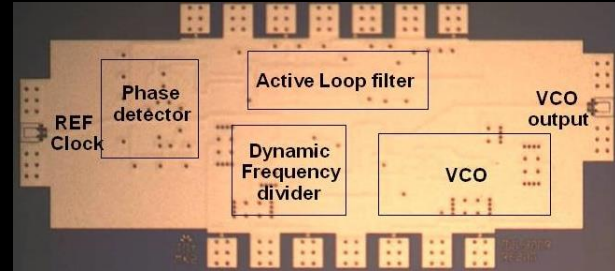 Phase
detector
Active Loop filter
REF
Clock
VCO
output
Dynamic
Frequency
divider
VCO